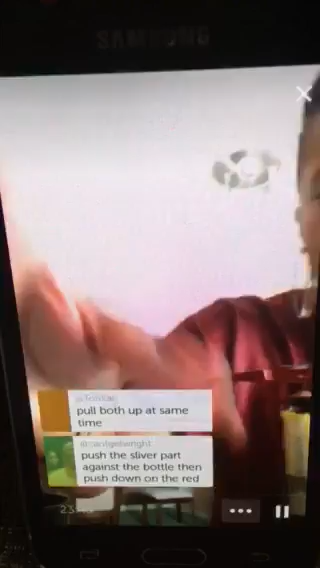 SAMSUNG
pull both up at same
time
push the sliver part
against the bottle then
push down on the red